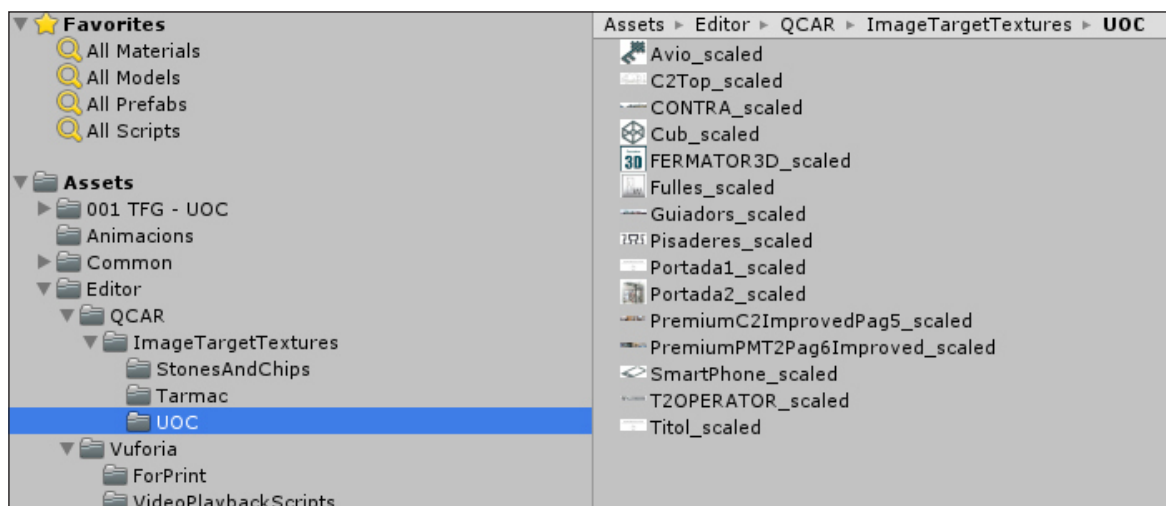 Favorites
All Materials
All Models
All Prefabs
All Scripts
Assets
001 TFG - UOC
Animacions
Common
Editor
QCAR
ImageTargetTextures
StonesAndChips
Tarmac
UOC
Vuforia
ForPrint
VideoPlaybackScripts
Assets ▸ Editor ▸ QCAR ▸ ImageTargetTextures ▸ UOC
Avio_scaled
C2Top_scaled
CONTRA_scaled
Cub_scaled
3D FERMATOR3D_scaled
Fulles_scaled
Guiadors_scaled
Pisaderes_scaled
Portada1_scaled
Portada2_scaled
PremiumC2ImprovedPag5_scaled
PremiumPMT2Pag6Improved_scaled
SmartPhone_scaled
T2OPERATOR_scaled
Titol_scaled